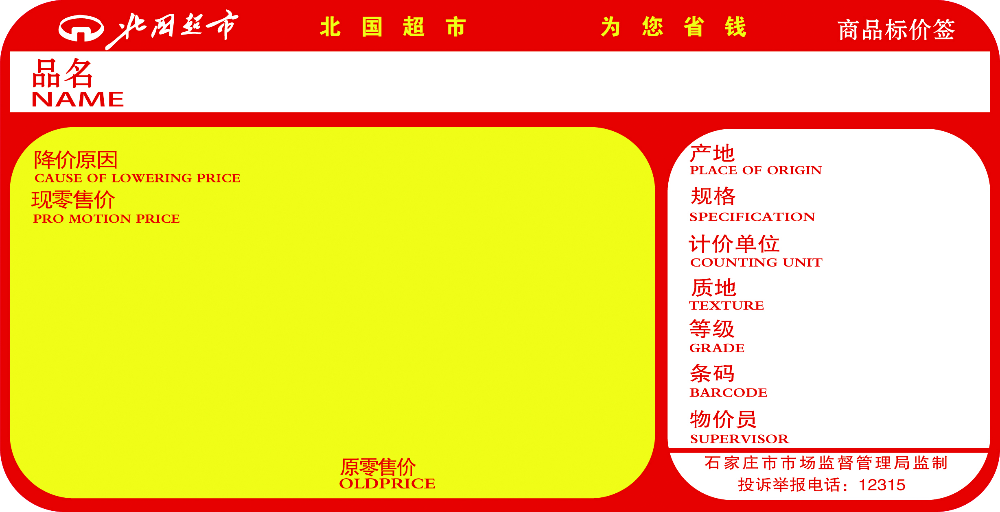 北国超市 北国超市 为您省钱 商品标价签
品名
NAME
降价原因
CAUSE OF LOWERING PRICE
现零售价
PRO MOTION PRICE
原零售价
OLDPRICE
产地
PLACE OF ORIGIN
规格
SPECIFICATION
计价单位
COUNTING UNIT
质地
TEXTURE
等级
GRADE
条码
BARCODE
物价员
SUPERVISOR
石家庄市市场监督管理局监制
投诉举报电话：12315